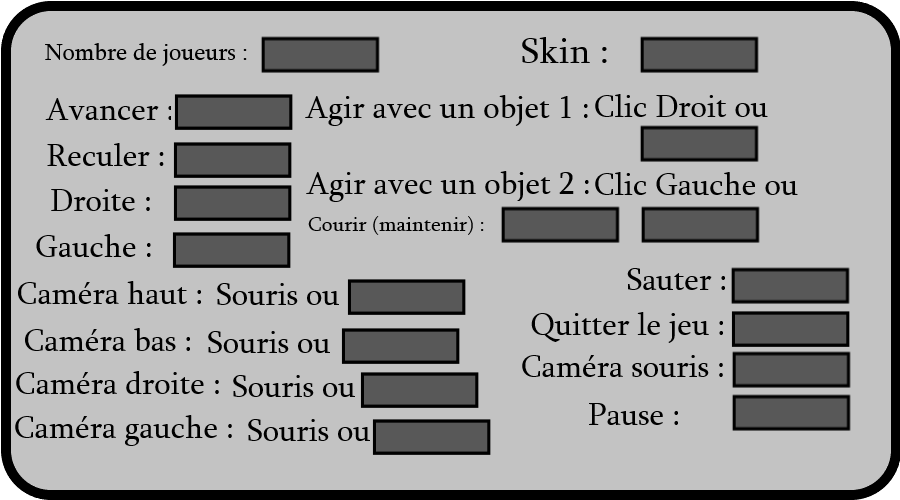 Nombre de joueurs :
Skin :
Avancer :
Agir avec un objet 1 : Clic Droit ou
Reculer :
Agir avec un objet 2 : Clic Gauche ou
Droite :
Courir (maintenir) :
Gauche :
Caméra haut : Souris ou
Sauter :
Caméra bas : Souris ou
Quitter le jeu :
Caméra droite : Souris ou
Caméra souris :
Caméra gauche : Souris ou
Pause :